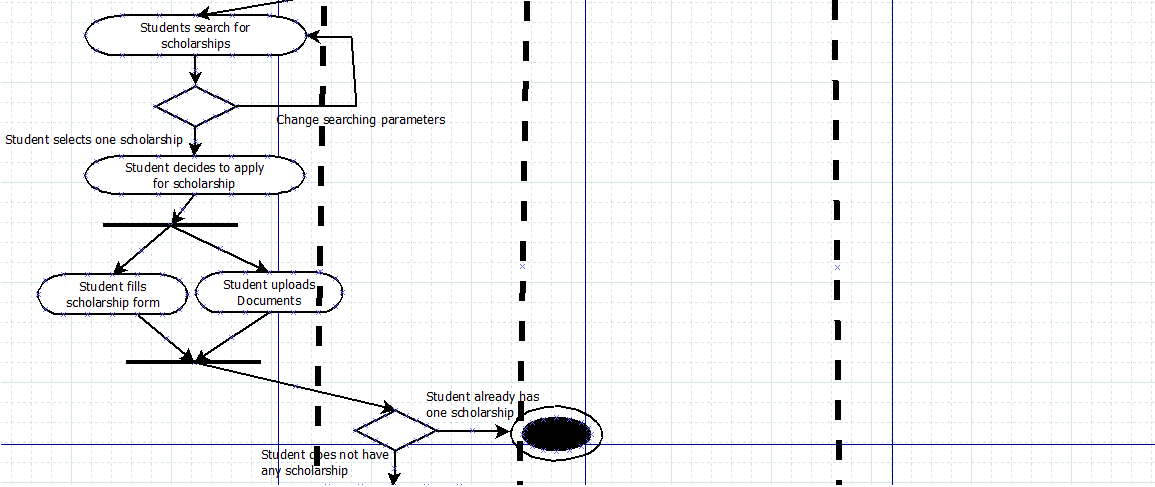 Students search for
scholarships
Change searching parameters
Student selects one scholarship
Student decides to apply
for scholarship
Student fills
scholarship form
Student uploads
Documents
Student already has
one scholarship
Student does not have
any scholarship